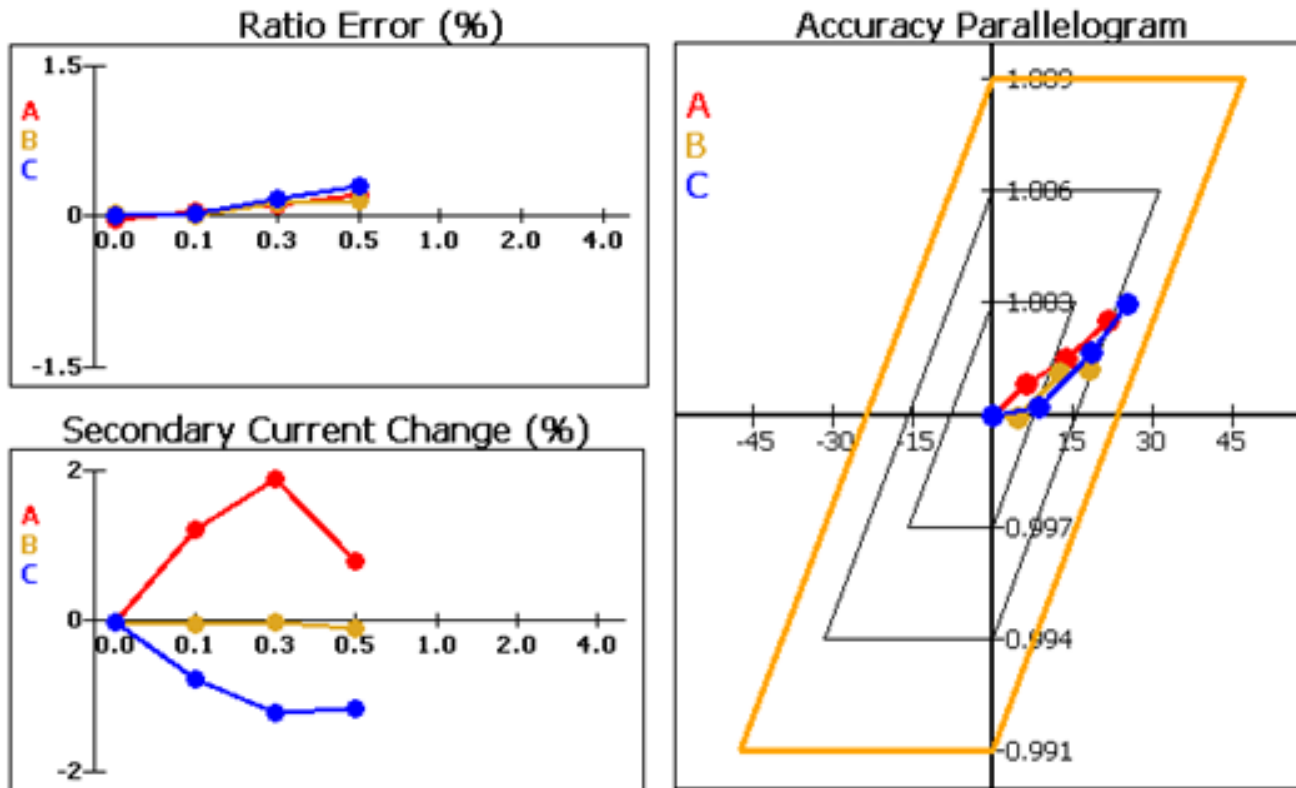 Ratio Error (%)
1.5
A
B
C
0
0.0 0.1 0.3 0.5 1.0 2.0 4.0
-1.5
Secondary Current Change (%)
2
A
B
C
0
0.0 0.1 0.3 0.5 1.0 2.0 4.0
-2
Accuracy Parallelogram
1.009
A
B
C
1.006
1.003
-45 -30 -15 15 30 45
0.997
0.994
0.991